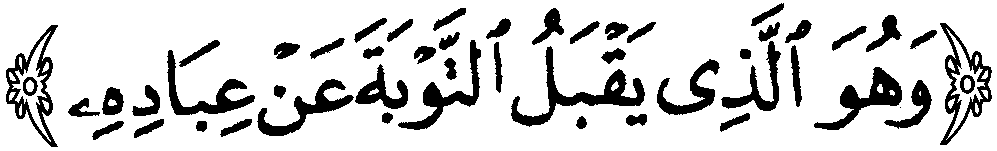 ﴿وَهُوَ ٱلَّذِى يَقْبَلُ ٱلتَّوْبَةَ عَنْ عِبَادِهِۦ﴾